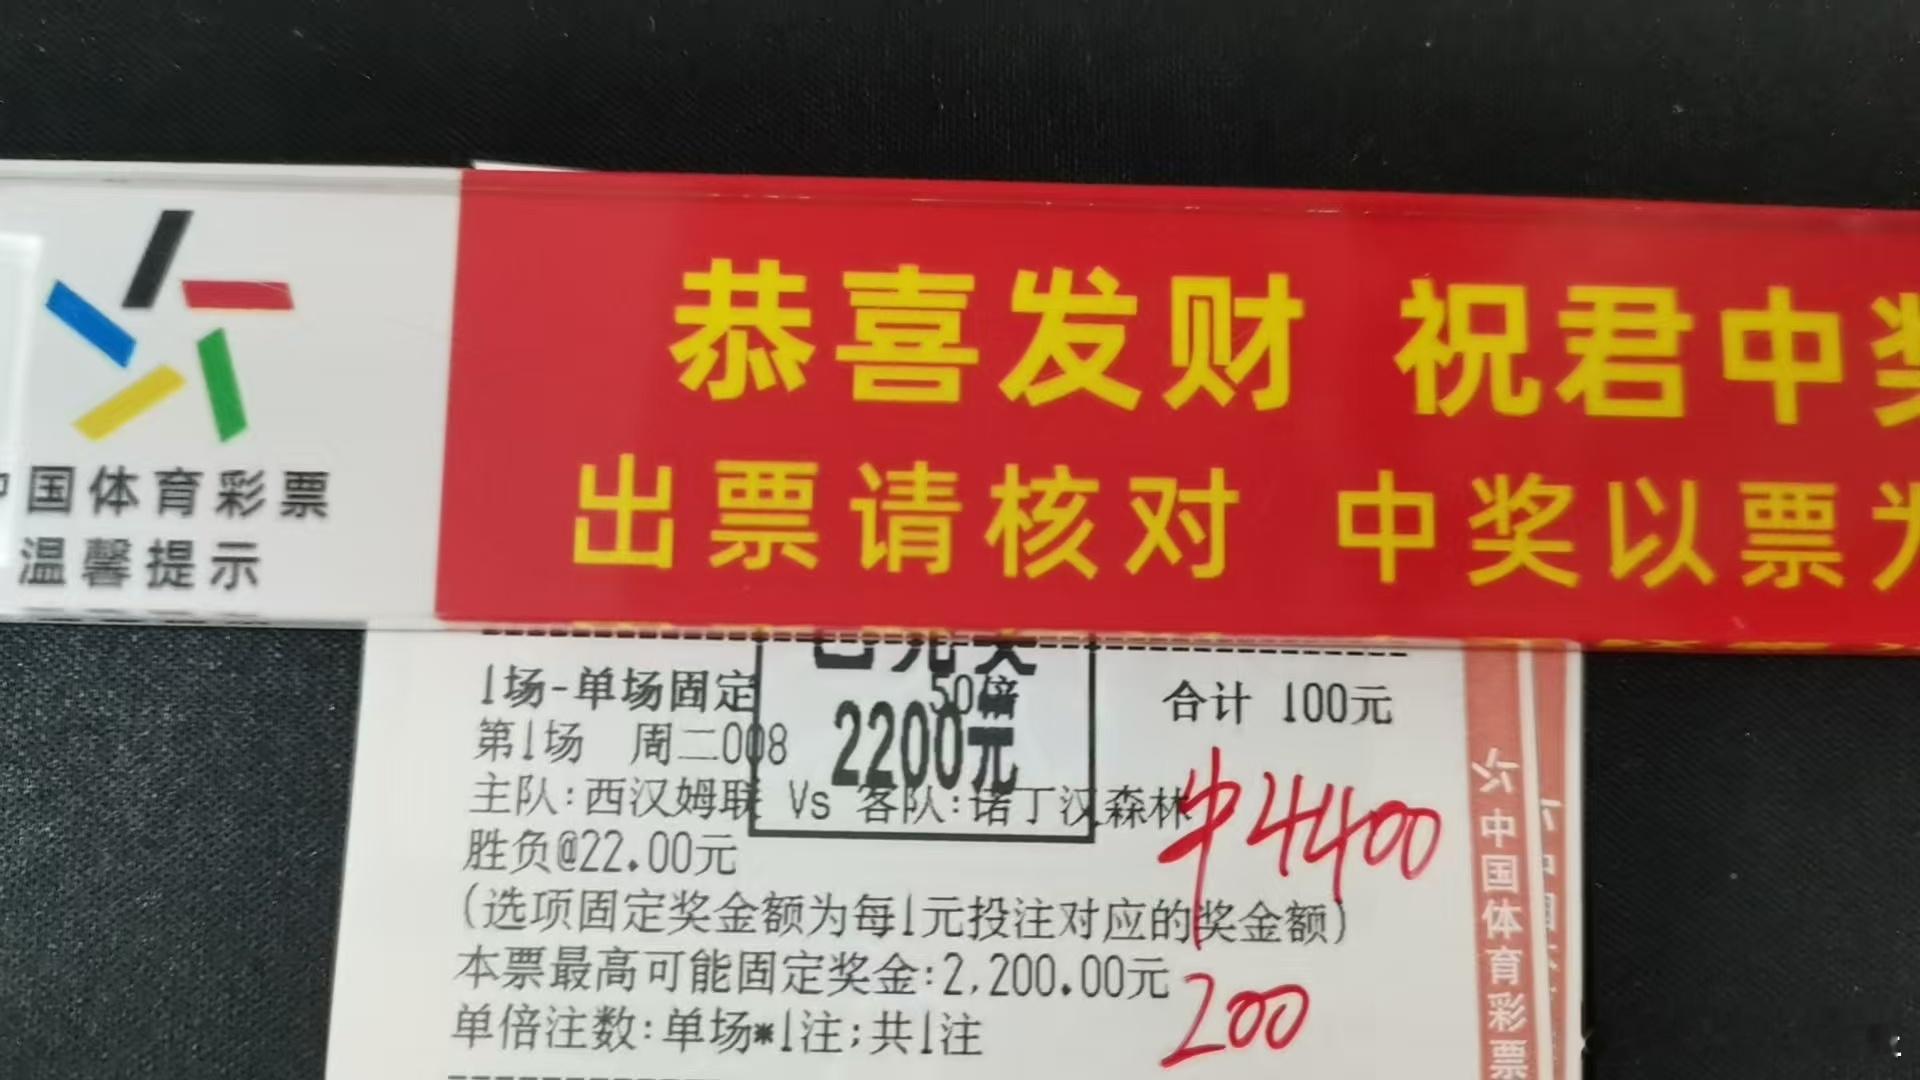 恭喜发财 祝君中奖
出票请核对 中奖以票为
中国体育彩票
温馨提示
已兑奖
2200元
1场-单场固定 50倍 合计 100元
第1场 周二008
主队:西汉姆联 Vs 客队:诺丁汉森林
胜负@22.00元
(选项固定奖金额为每1元投注对应的奖金额)
本票最高可能固定奖金:2,200.00元
单倍注数:单场*1注;共1注
中4400
200
中国体育彩票